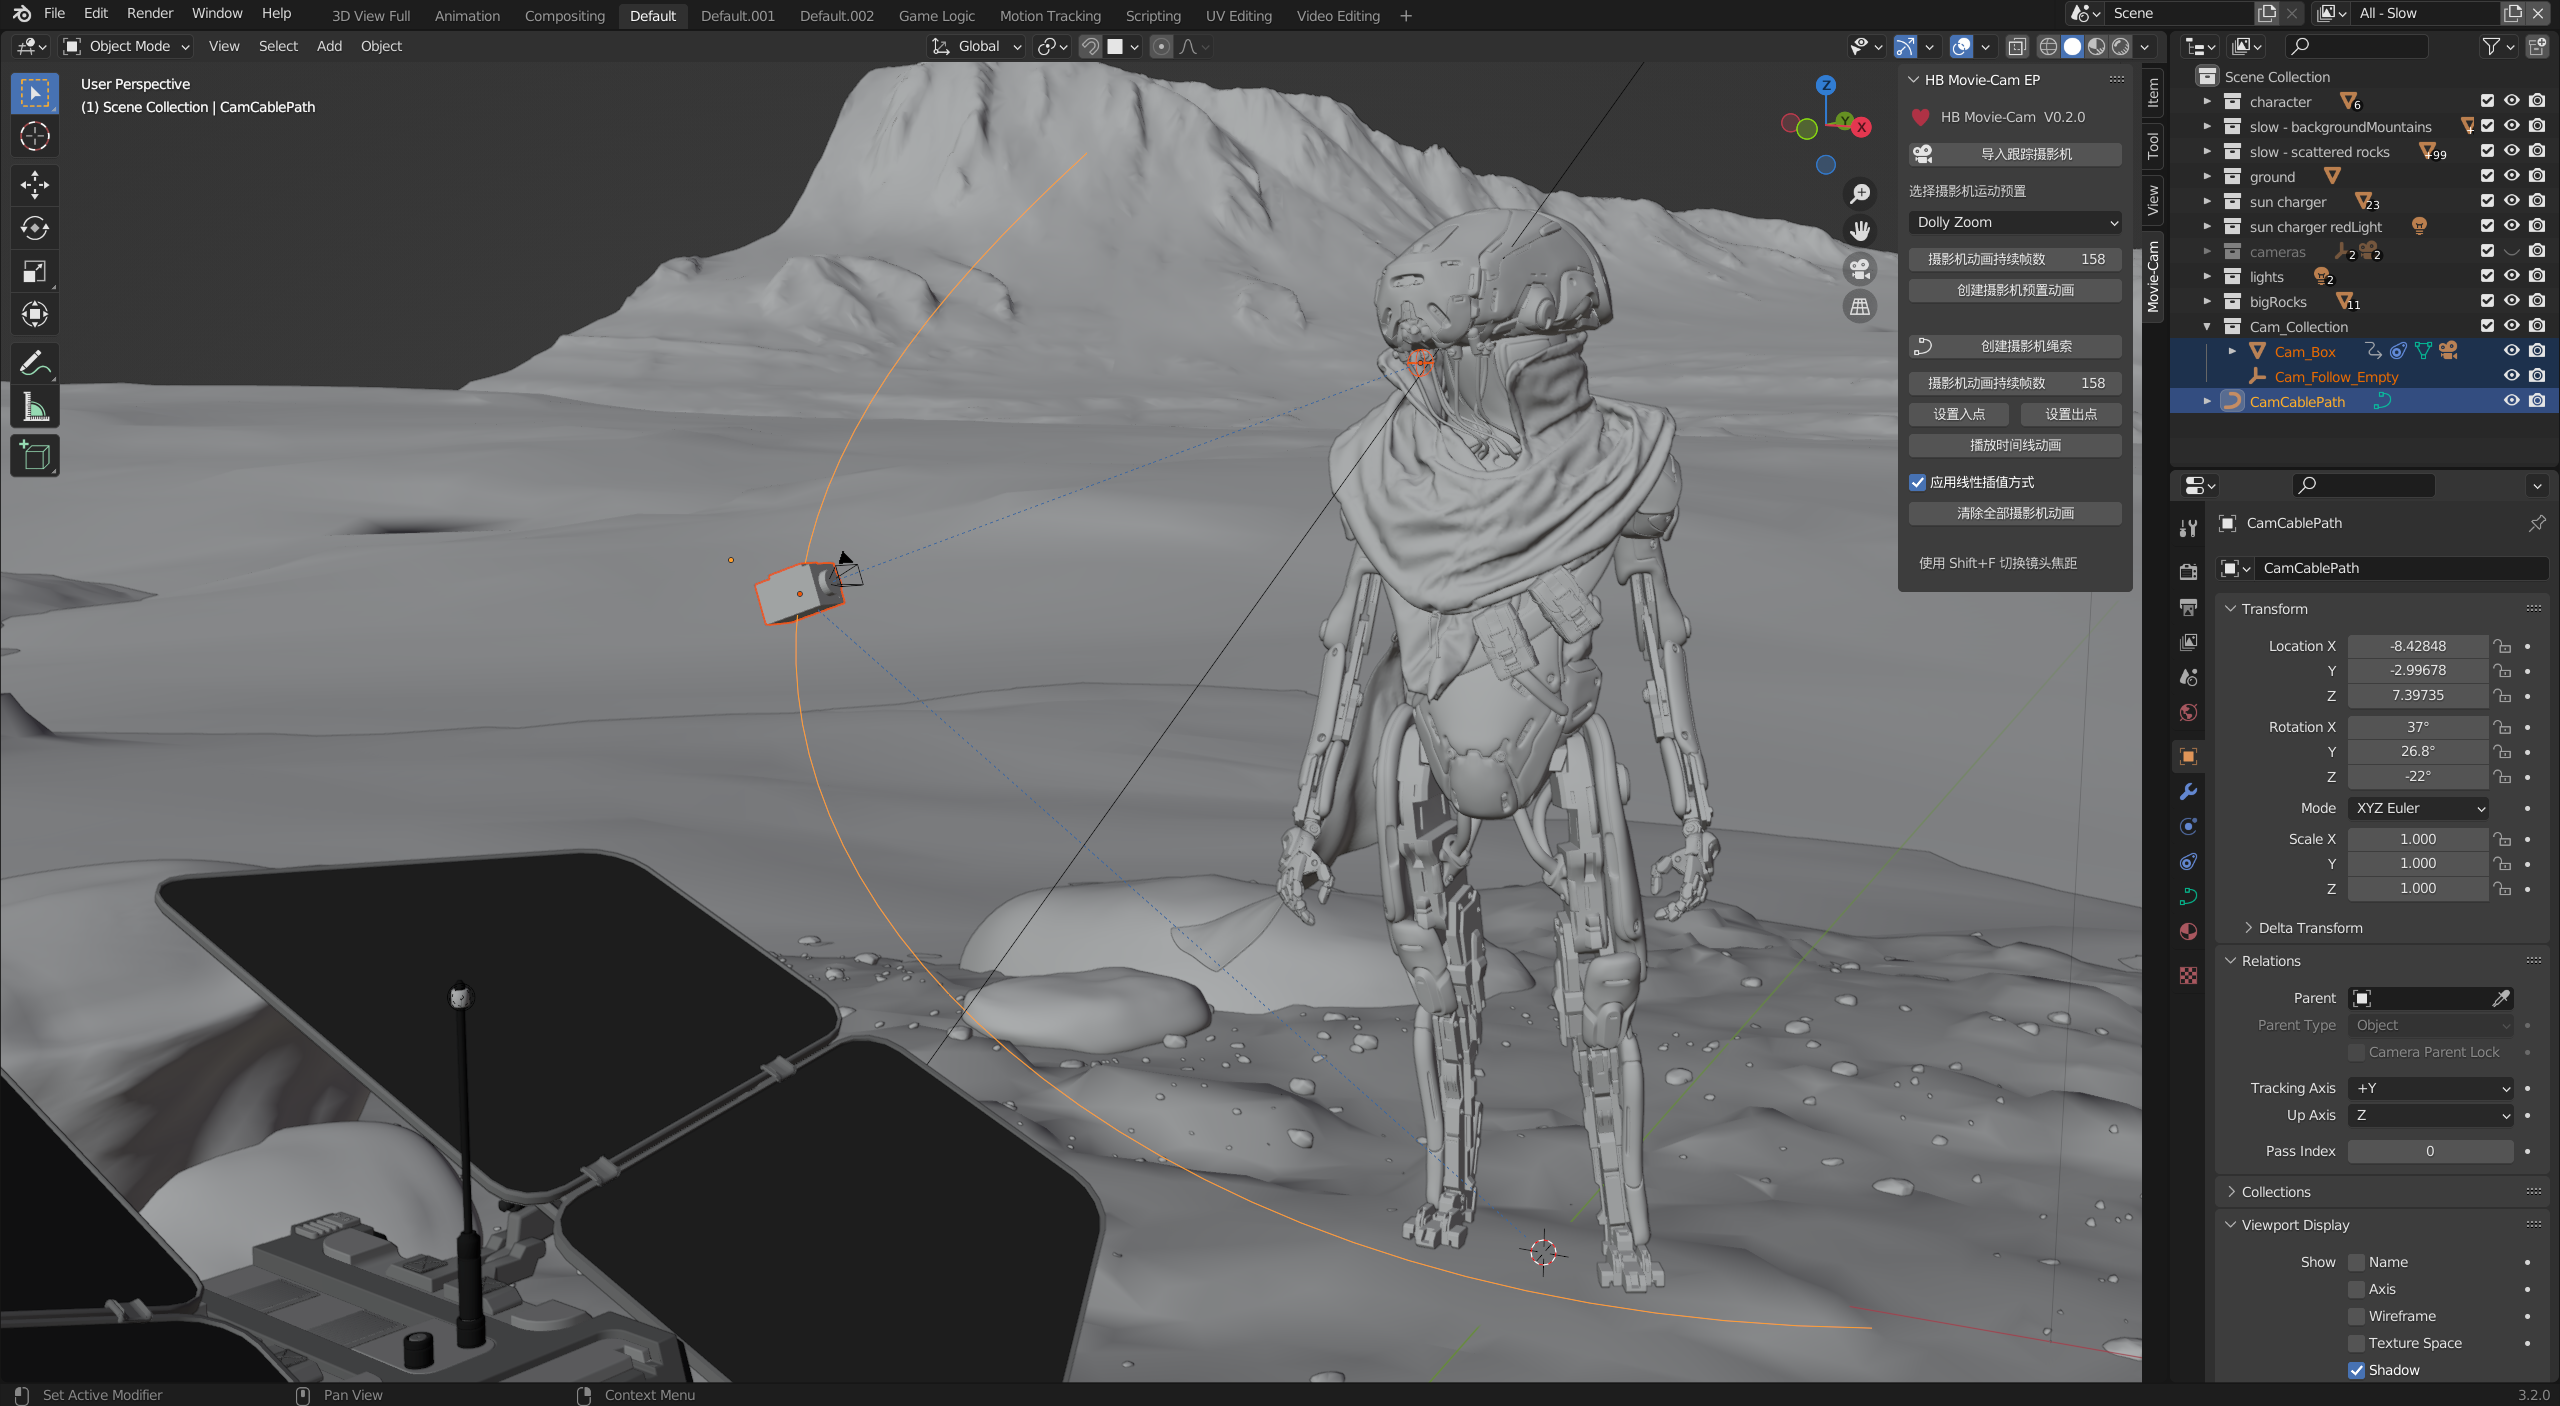 File Edit Render Window Help
3D View Full Animation Compositing Default Default.001 Default.002 Game Logic Motion Tracking Scripting UV Editing Video Editing +
Scene
All - Slow
Object Mode View Select Add Object
Global
User Perspective
(1) Scene Collection | CamCablePath
Z
Y
X
HB Movie-Cam EP
HB Movie-Cam V0.2.0
导入跟踪摄影机
选择摄影机运动预置
Dolly Zoom
摄影机动画持续帧数 158
创建摄影机预置动画
创建摄影机绳索
摄影机动画持续帧数 158
设置入点 设置出点
播放时间线动画
应用线性插值方式
清除全部摄影机动画
使用 Shift+F 切换镜头焦距
Item
Tool
View
Movie-Cam
Scene Collection
character 6
slow - backgroundMountains
slow - scattered rocks +99
ground
sun charger 23
sun charger redLight
cameras 2 2
lights 2
bigRocks 11
Cam_Collection
Cam_Box
Cam_Follow_Empty
CamCablePath
CamCablePath
CamCablePath
Transform
Location X -8.42848
Y -2.99678
Z 7.39735
Rotation X 37°
Y 26.8°
Z -22°
Mode XYZ Euler
Scale X 1.000
Y 1.000
Z 1.000
Delta Transform
Relations
Parent
Parent Type Object
Camera Parent Lock
Tracking Axis +Y
Up Axis Z
Pass Index 0
Collections
Viewport Display
Show Name
Axis
Wireframe
Texture Space
Shadow
Set Active Modifier Pan View Context Menu
3.2.0